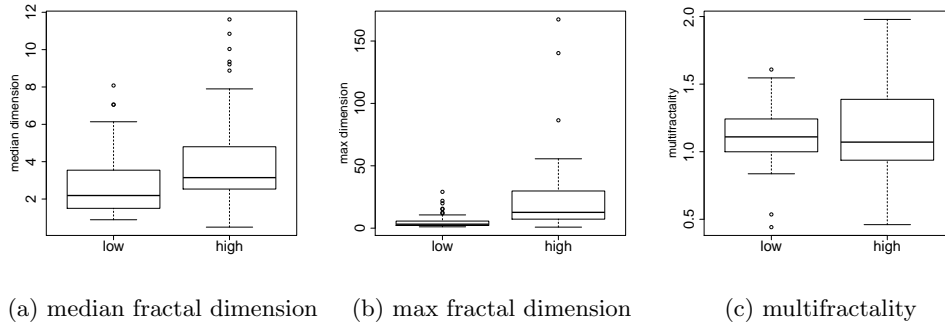 median dimension
12
10
8
6
4
2
low
high
max dimension
150
100
50
0
low
high
multifractality
2.0
1.5
1.0
0.5
low
high
(a) median fractal dimension
(b) max fractal dimension
(c) multifractality